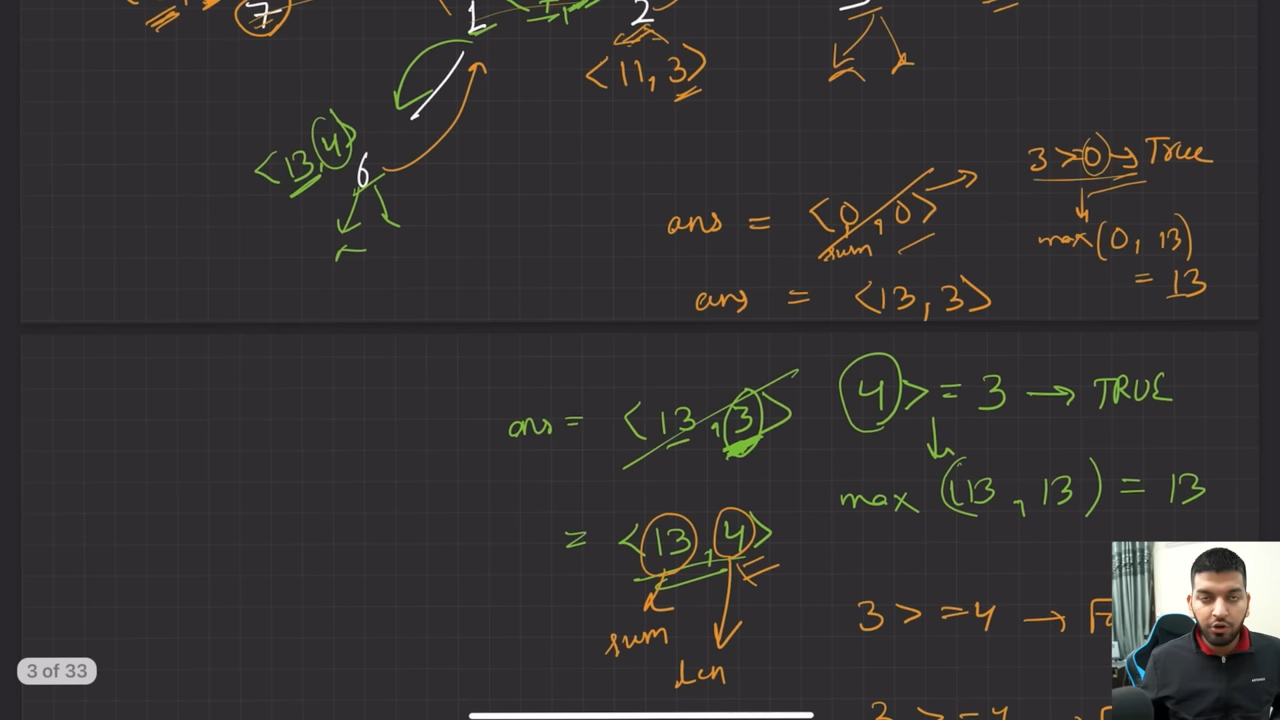 7
1
2
<11, 3>
<13, 4>
6
3 >= 0 → True
ans = <0, 0>
sum
max(0, 13)
= 13
ans = <13, 3>
ans = <13, 3>
4 >= 3 → TRUE
max (13, 13) = 13
= <13, 4>
sum
Len
3 >= 4 →
3 of 33